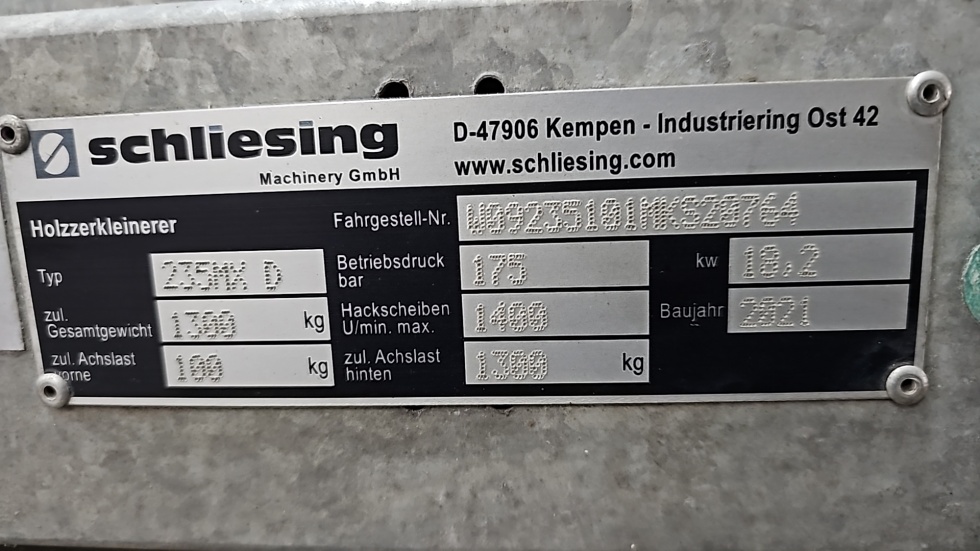 schliesing
Machinery GmbH
D-47906 Kempen - Industriering Ost 42
www.schliesing.com
Holzzerkleinerer
Fahrgestell-Nr. W09235101MKS28764
Typ 235MX D
Betriebsdruck bar 175
kw 18,2
zul. Gesamtgewicht 1300 kg
Hackscheiben U/min. max. 1400
Baujahr 2021
zul. Achslast vorne 100 kg
zul. Achslast hinten 1300 kg